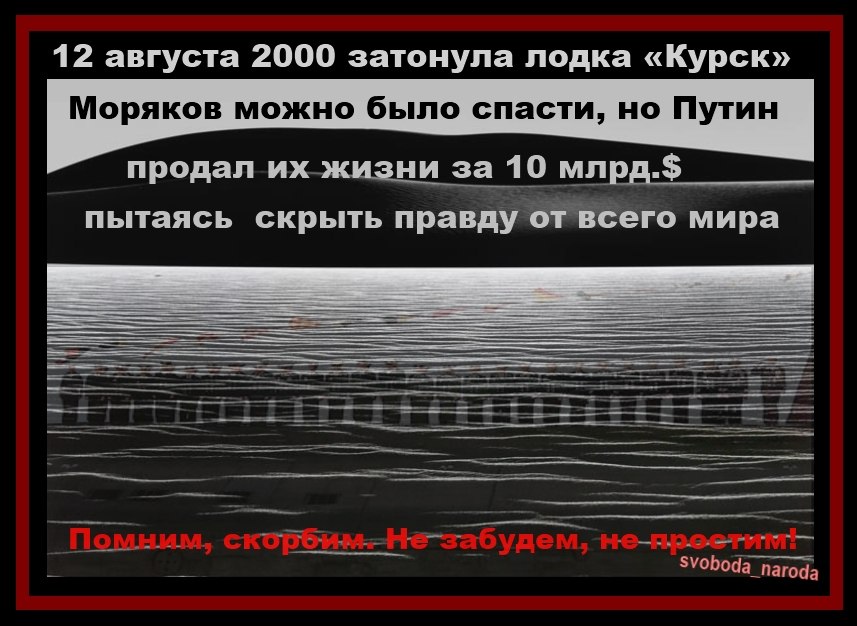 12 августа 2000 затонула лодка «Курск»
Моряков можно было спасти, но Путин
продал их жизни за 10 млрд.$
пытаясь скрыть правду от всего мира
Помним, скорбим. Не забудем, не простим!
svoboda_naroda